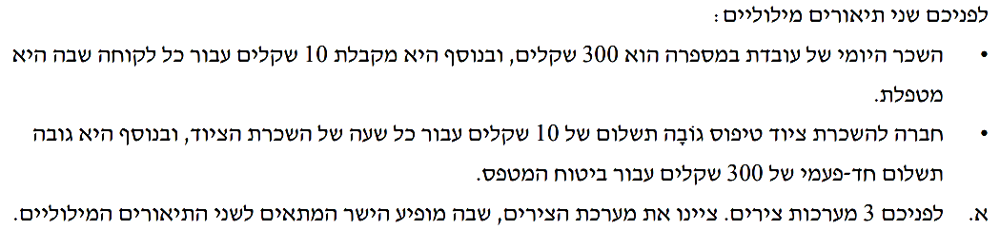 לפניכם שני תיאורים מילוליים:
• השכר היומי של עובדת במספרה הוא 300 שקלים, ובנוסף היא מקבלת 10 שקלים עבור כל לקוחה שבה היא
מטפלת.
• חברה להשכרת ציוד טיפוס גוֹבָה תשלום של 10 שקלים עבור כל שעה של השכרת הציוד, ובנוסף היא גובה
תשלום חד-פעמי של 300 שקלים עבור ביטוח המטפס.
א. לפניכם 3 מערכות צירים. ציינו את מערכת הצירים, שבה מופיע הישר המתאים לשני התיאורים המילוליים.